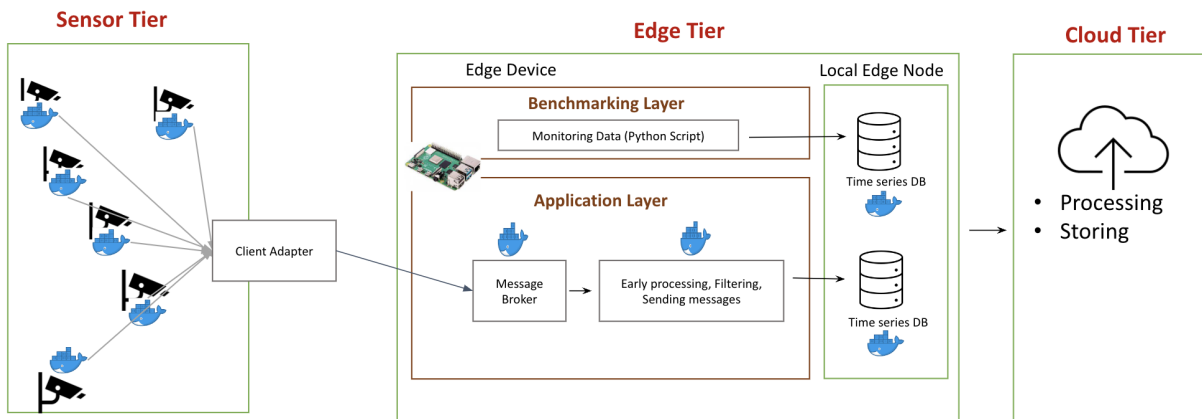 Sensor Tier
Edge Tier
Cloud Tier
Edge Device
Local Edge Node
Benchmarking Layer
Monitoring Data (Python Script)
Time series DB
Application Layer
Client Adapter
Message
Broker
Early processing, Filtering,
Sending messages
Time series DB
• Processing
• Storing